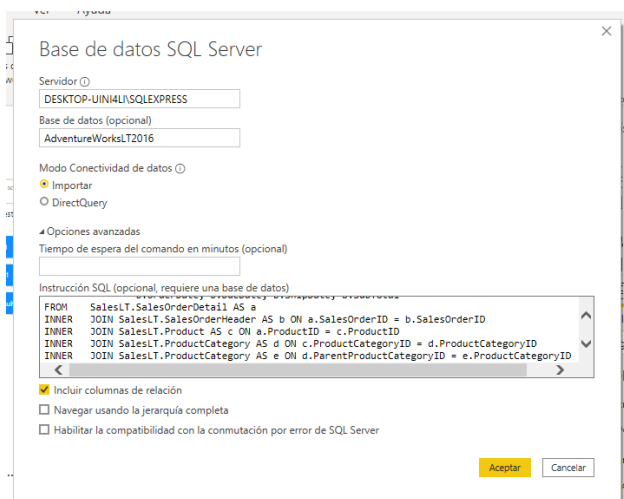 Ver Ayuda
Base de datos SQL Server
Servidor
DESKTOP-UINI4LI\SQLEXPRESS
Base de datos (opcional)
AdventureWorksLT2016
Modo Conectividad de datos
Importar
DirectQuery
Opciones avanzadas
Tiempo de espera del comando en minutos (opcional)
Instrucción SQL (opcional, requiere una base de datos)
FROM SalesLT.SalesOrderDetail AS a
INNER JOIN SalesLT.SalesOrderHeader AS b ON a.SalesOrderID = b.SalesOrderID
INNER JOIN SalesLT.Product AS c ON a.ProductID = c.ProductID
INNER JOIN SalesLT.ProductCategory AS d ON c.ProductCategoryID = d.ProductCategoryID
INNER JOIN SalesLT.ProductCategory AS e ON d.ParentProductCategoryID = e.ProductCategoryID
Incluir columnas de relación
Navegar usando la jerarquía completa
Habilitar la compatibilidad con la conmutación por error de SQL Server
Aceptar Cancelar